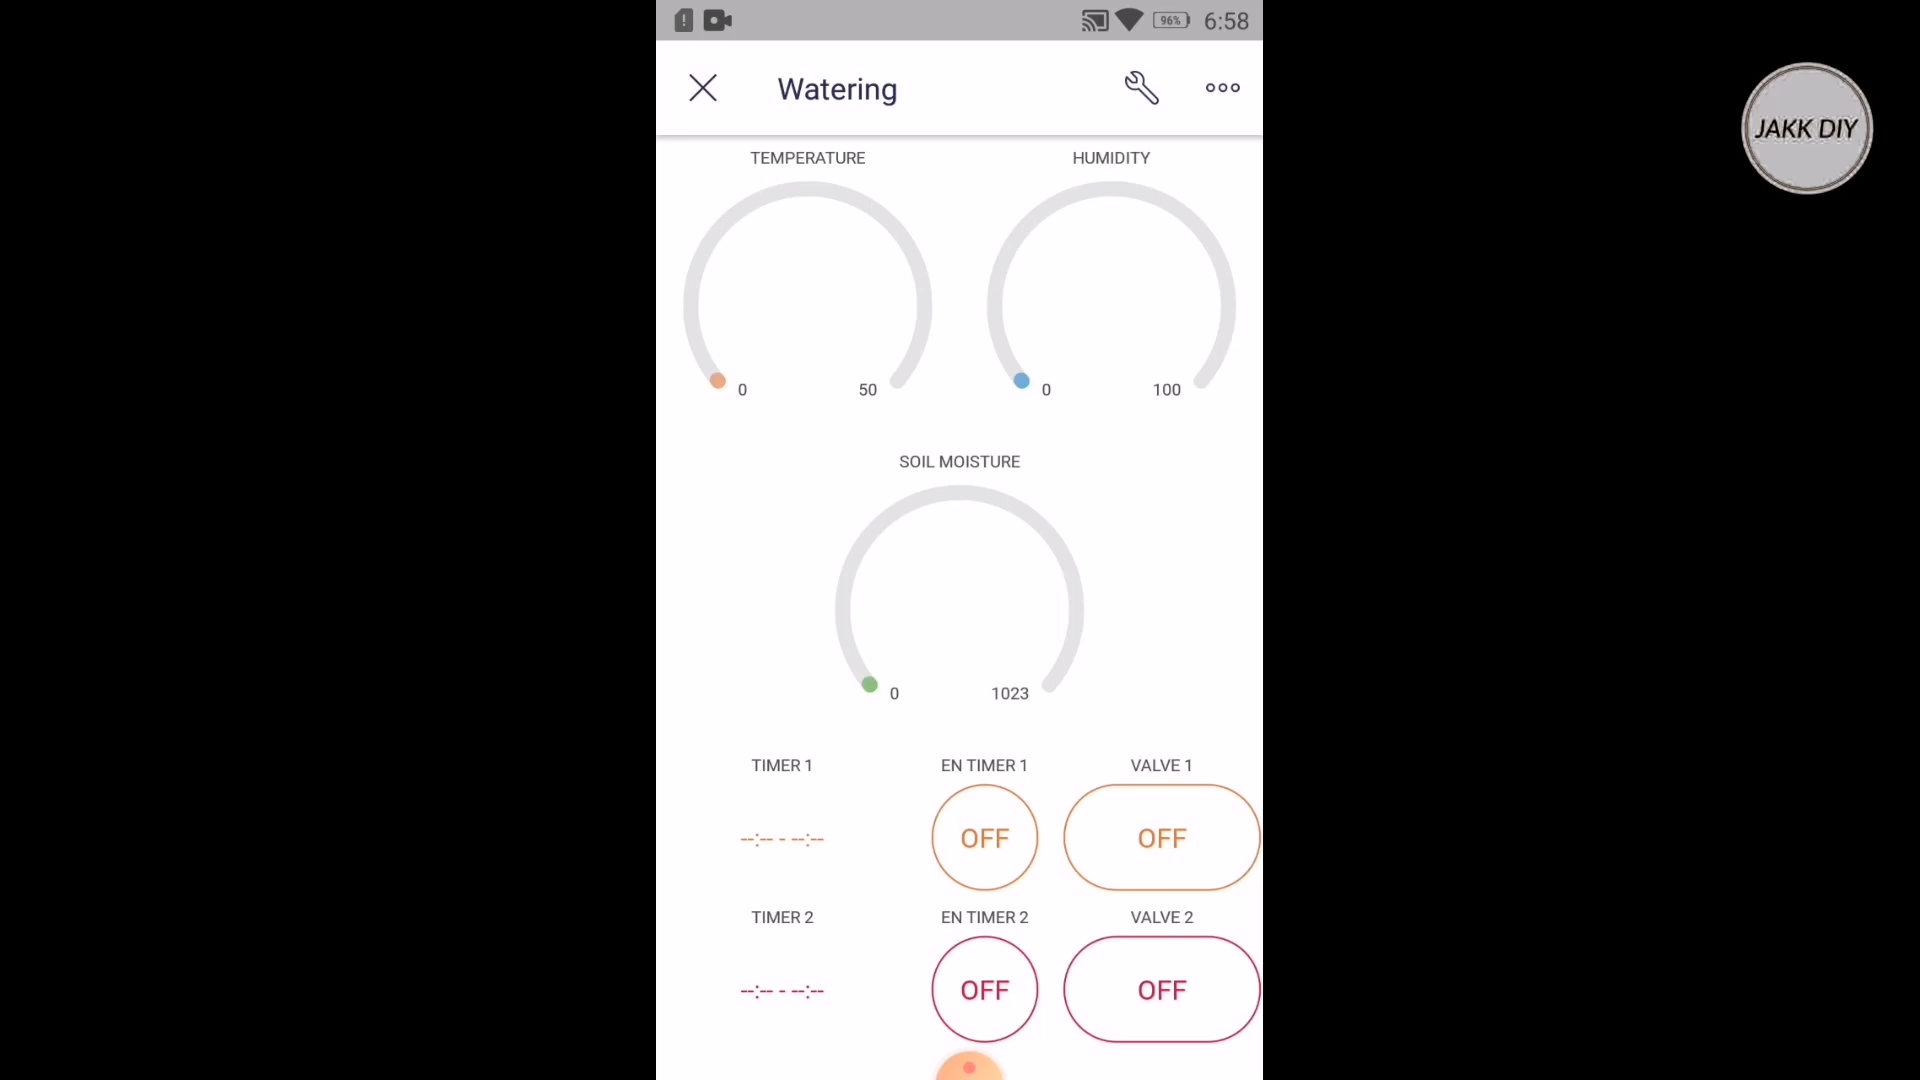 96% 6:58
Watering
JAKK DIY
TEMPERATURE HUMIDITY
0 50 0 100
SOIL MOISTURE
0 1023
TIMER 1 EN TIMER 1 VALVE 1
--:-- - --:-- OFF OFF
TIMER 2 EN TIMER 2 VALVE 2
--:-- - --:-- OFF OFF